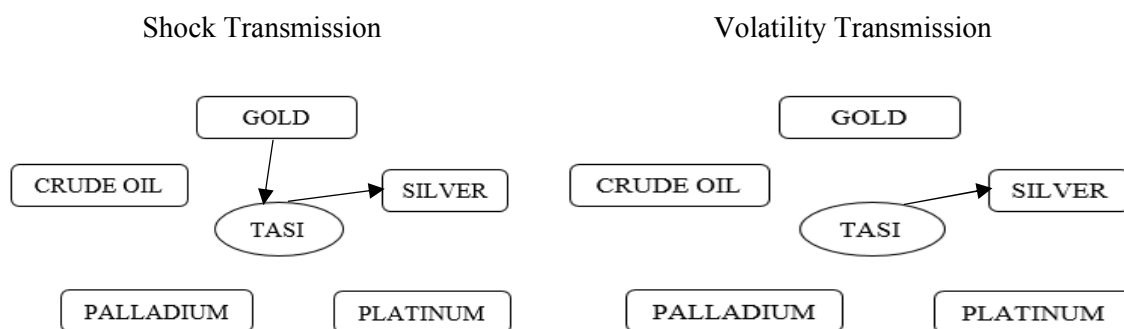 Shock Transmission
GOLD
CRUDE OIL
SILVER
TASI
PALLADIUM
PLATINUM
Volatility Transmission
GOLD
CRUDE OIL
SILVER
TASI
PALLADIUM
PLATINUM